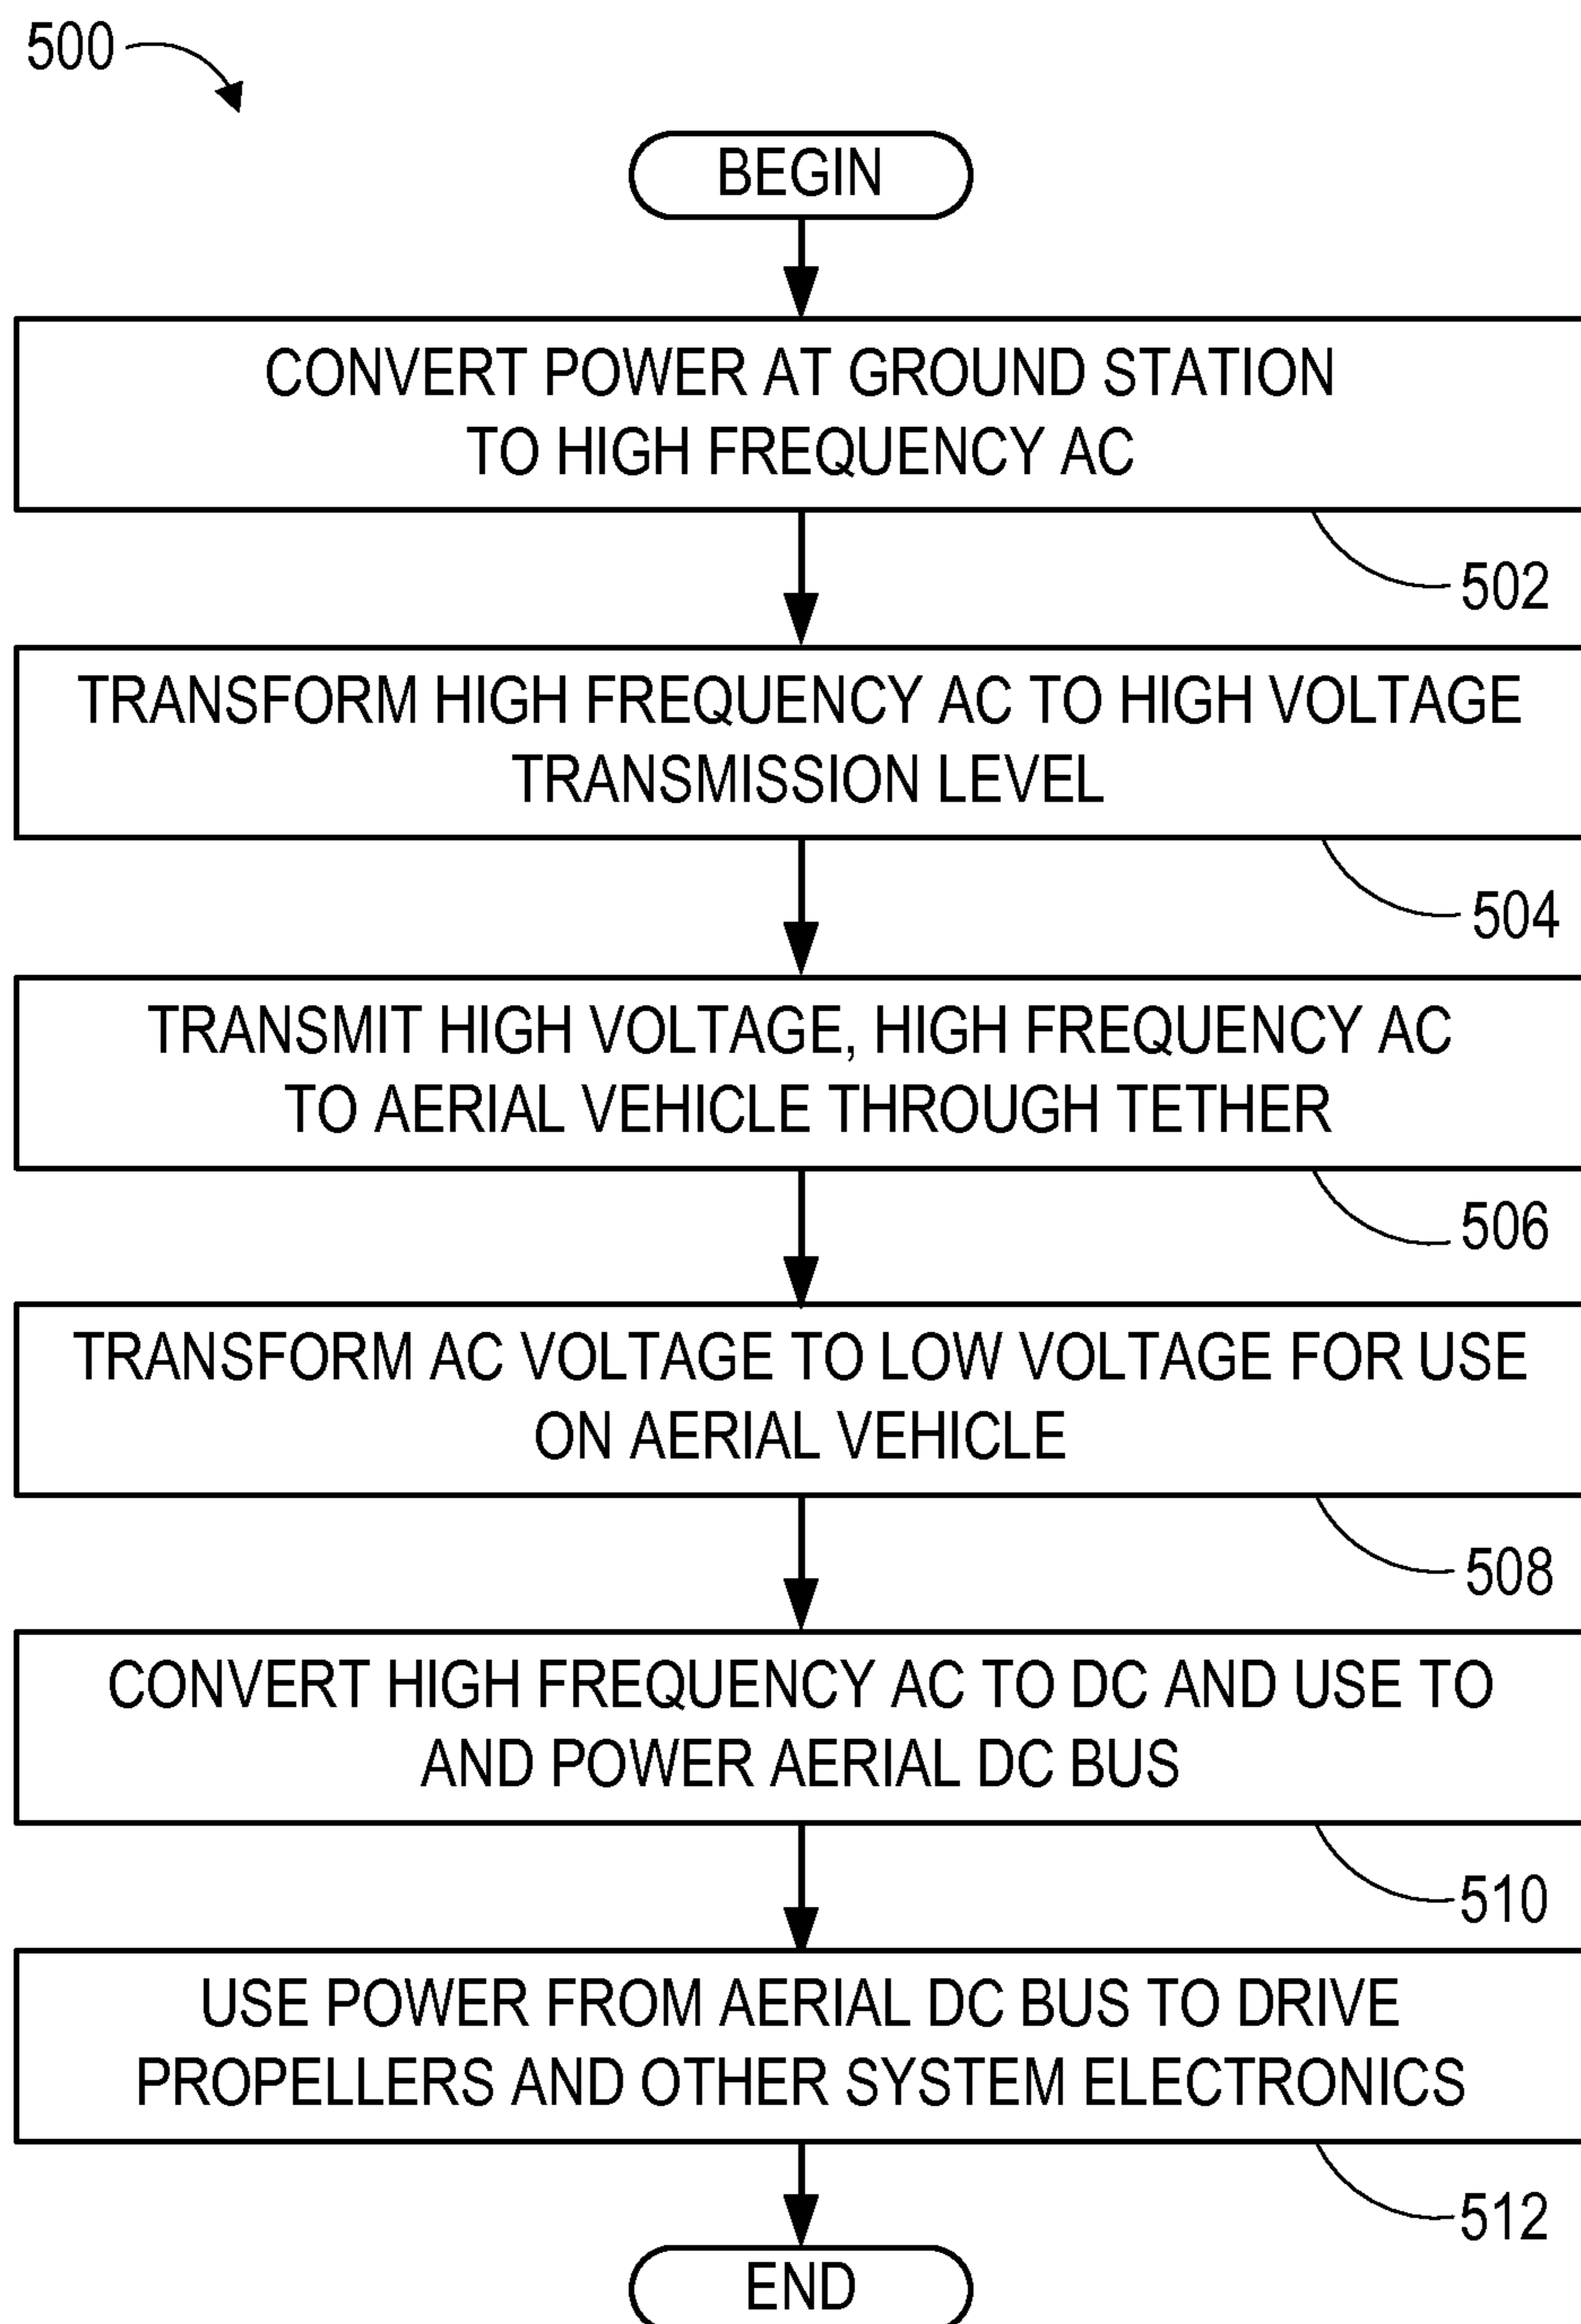 500
BEGIN
CONVERT POWER AT GROUND STATION
TO HIGH FREQUENCY AC
502
TRANSFORM HIGH FREQUENCY AC TO HIGH VOLTAGE
TRANSMISSION LEVEL
504
TRANSMIT HIGH VOLTAGE, HIGH FREQUENCY AC
TO AERIAL VEHICLE THROUGH TETHER
506
TRANSFORM AC VOLTAGE TO LOW VOLTAGE FOR USE
ON AERIAL VEHICLE
508
CONVERT HIGH FREQUENCY AC TO DC AND USE TO
AND POWER AERIAL DC BUS
510
USE POWER FROM AERIAL DC BUS TO DRIVE
PROPELLERS AND OTHER SYSTEM ELECTRONICS
512
END